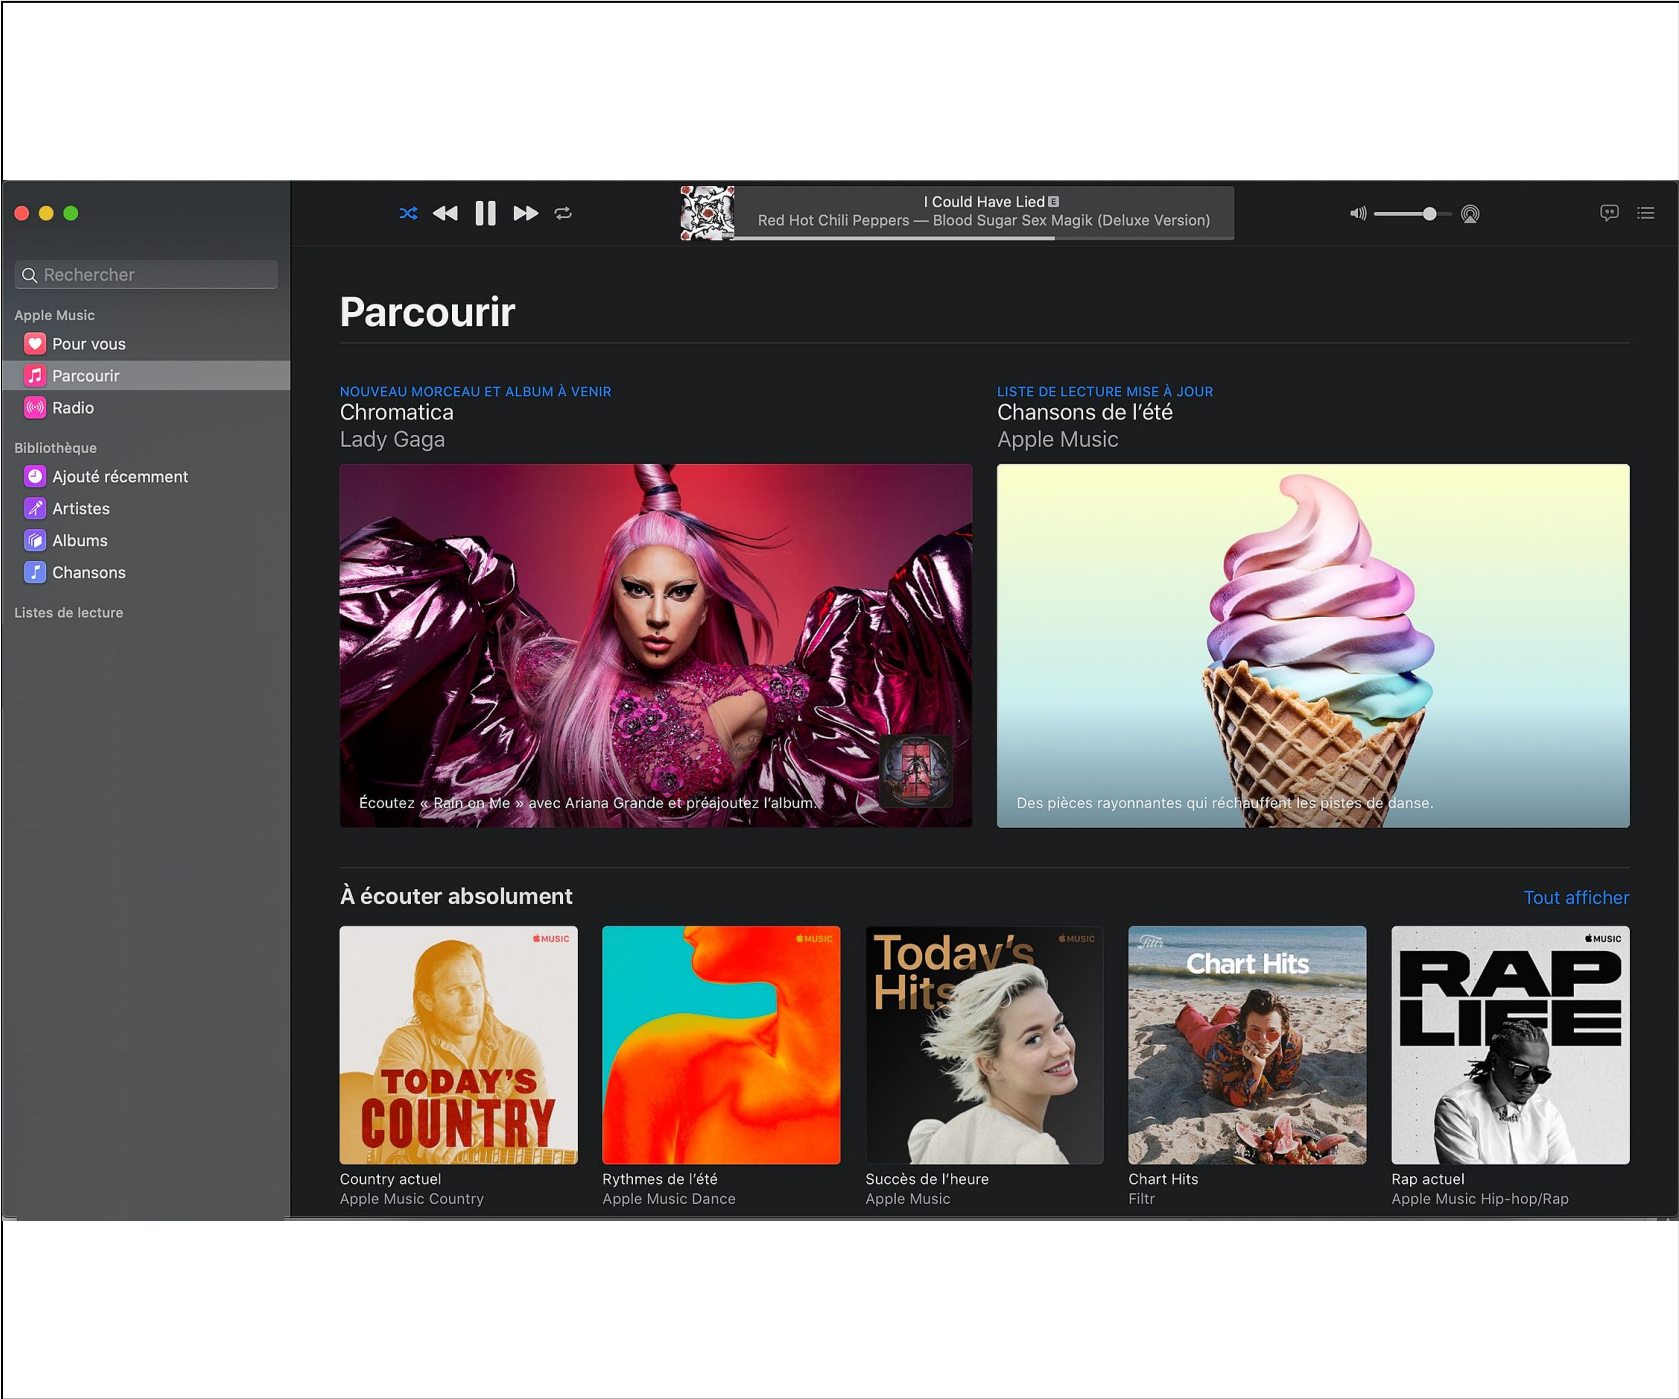 I Could Have Lied E
Red Hot Chili Peppers — Blood Sugar Sex Magik (Deluxe Version)
Rechercher
Apple Music
Pour vous
Parcourir
Radio
Bibliothèque
Ajouté récemment
Artistes
Albums
Chansons
Listes de lecture
Parcourir
NOUVEAU MORCEAU ET ALBUM À VENIR
Chromatica
Lady Gaga
Écoutez « Rain on Me » avec Ariana Grande et préajoutez l'album.
LISTE DE LECTURE MISE À JOUR
Chansons de l'été
Apple Music
Des pièces rayonnantes qui réchauffent les pistes de danse.
À écouter absolument
Tout afficher
MUSIC
TODAY'S
COUNTRY
Country actuel
Apple Music Country
MUSIC
Rythmes de l'été
Apple Music Dance
MUSIC
Today's
Hits
Succès de l'heure
Apple Music
Filtr
Chart Hits
Chart Hits
Filtr
MUSIC
RAP
LIFE
Rap actuel
Apple Music Hip-hop/Rap